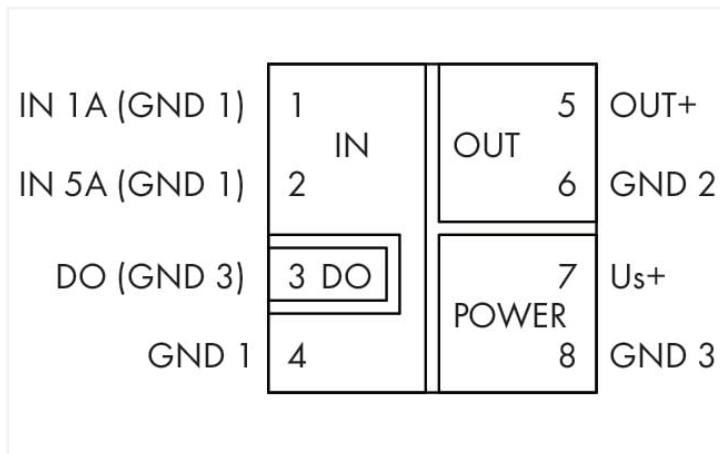 IN 1A (GND 1) 1 5 OUT+
IN OUT
IN 5A (GND 1) 2 6 GND 2
DO (GND 3) 3 DO 7 Us+
POWER
GND 1 4 8 GND 3